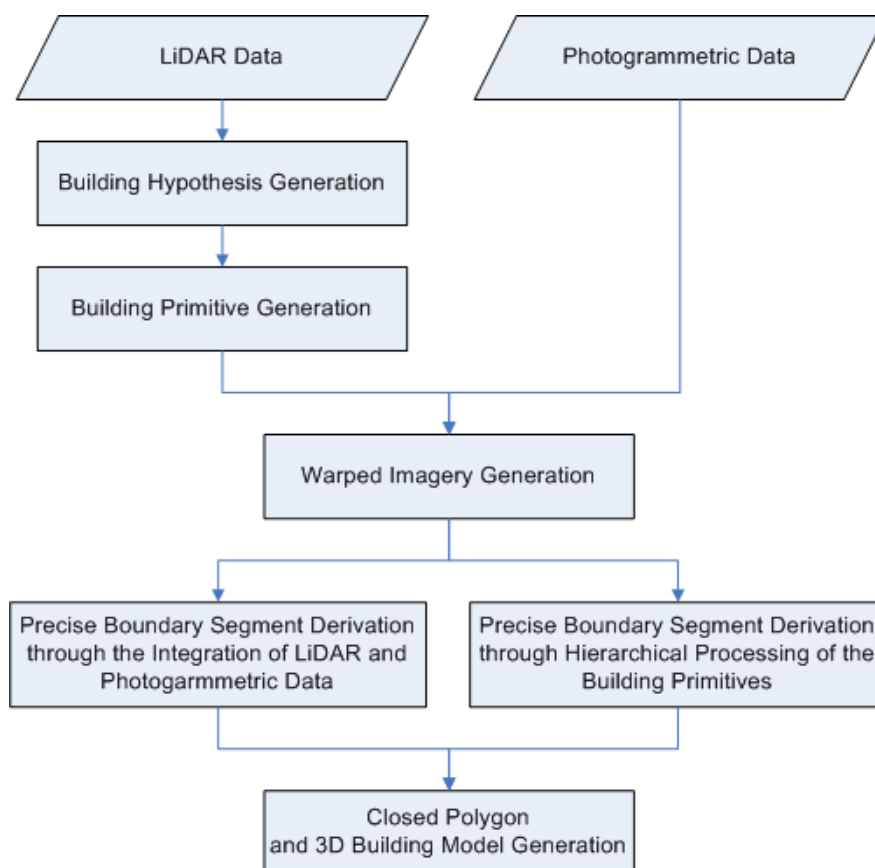 LiDAR Data
Photogrammetric Data
Building Hypothesis Generation
Building Primitive Generation
Warped Imagery Generation
Precise Boundary Segment Derivation
through the Integration of LiDAR and
Photogarmmetric Data
Precise Boundary Segment Derivation
through Hierarchical Processing of the
Building Primitives
Closed Polygon
and 3D Building Model Generation